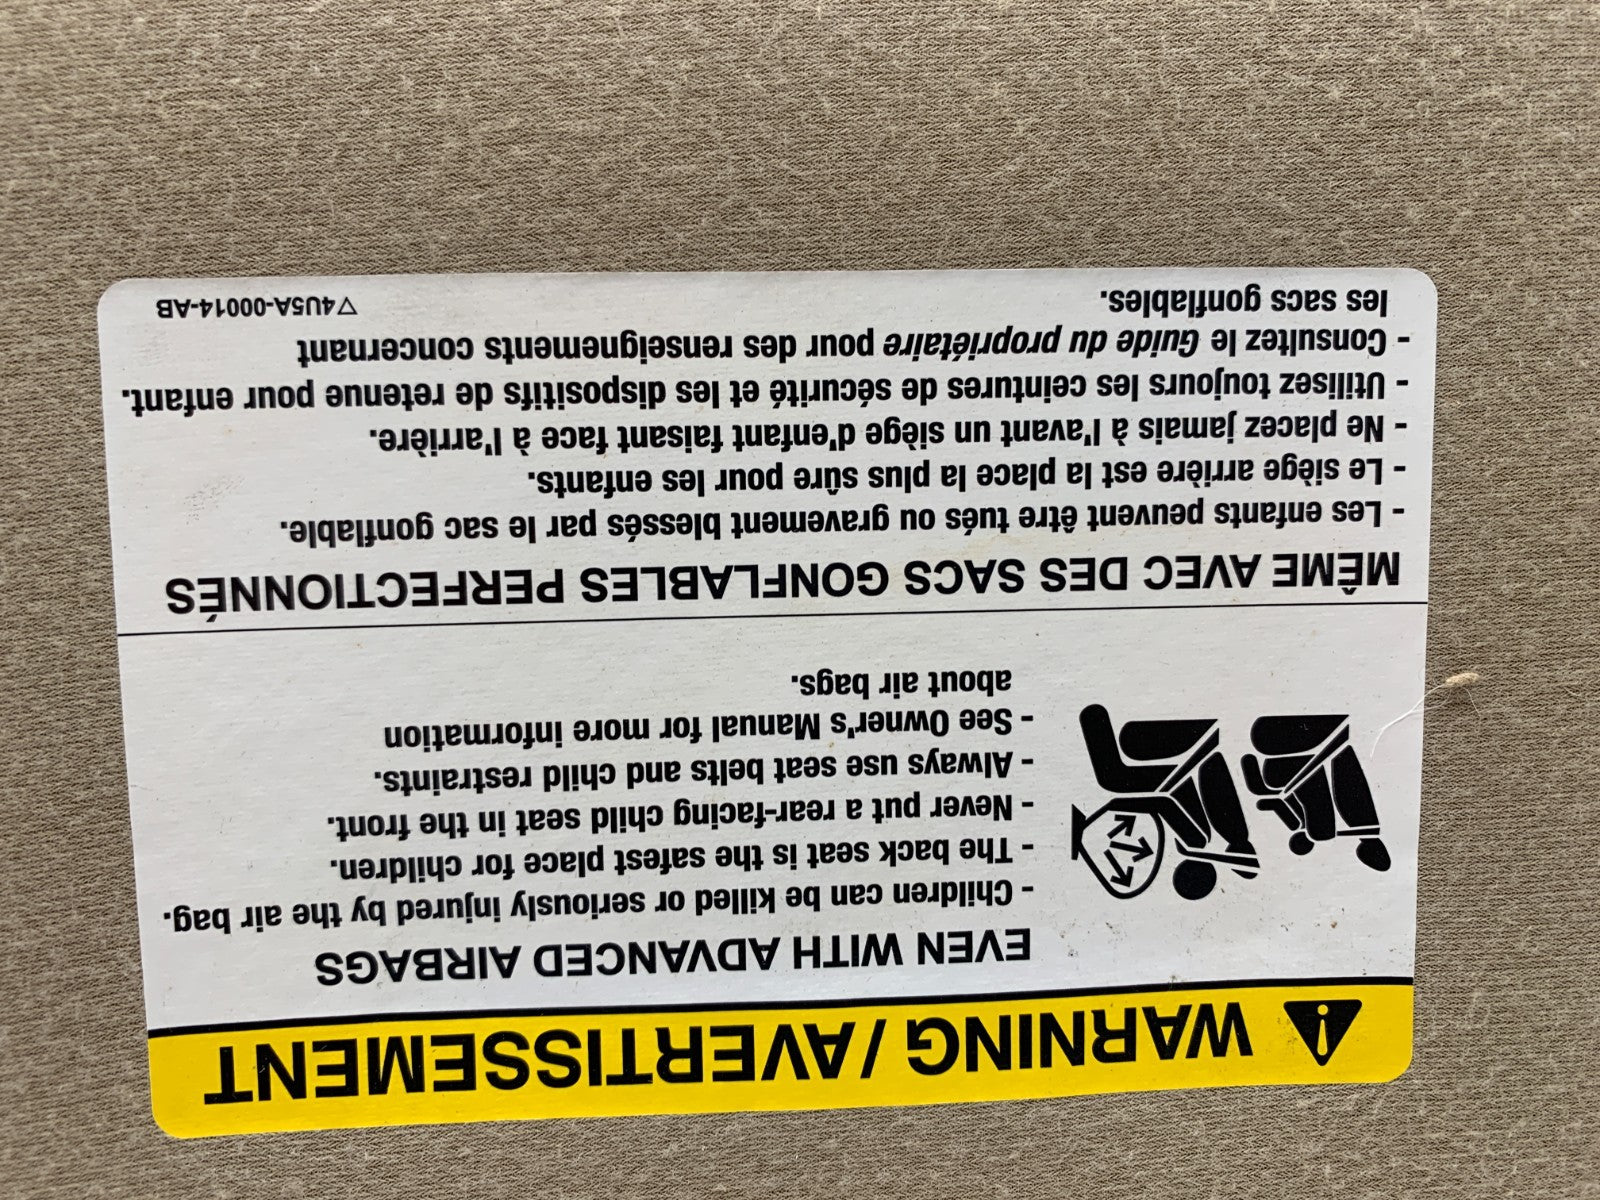 WARNING / AVERTISSEMENT
EVEN WITH ADVANCED AIRBAGS
- Children can be killed or seriously injured by the air bag.
- The back seat is the safest place for children.
- Never put a rear-facing child seat in the front.
- Always use seat belts and child restraints.
- See Owner's Manual for more information
about air bags.
MÊME AVEC DES SACS GONFLABLES PERFECTIONNÉS
- Les enfants peuvent être tués ou gravement blessés par le sac gonflable.
- Le siège arrière est la place la plus sûre pour les enfants.
- Ne placez jamais à l'avant un siège d'enfant faisant face à l'arrière.
- Utilisez toujours les ceintures de sécurité et les dispositifs de retenue pour enfant.
- Consultez le Guide du propriétaire pour des renseignements concernant
les sacs gonflables.
▽4U5A-00014-AB